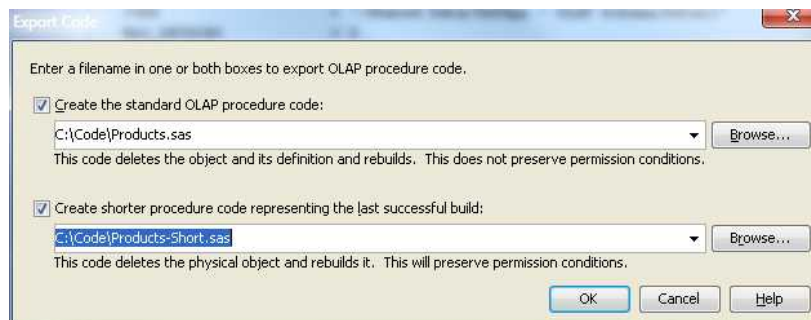 Export Code
Enter a filename in one or both boxes to export OLAP procedure code.
Create the standard OLAP procedure code:
C:\Code\Products.sas
Browse...
This code deletes the object and its definition and rebuilds. This does not preserve permission conditions.
Create shorter procedure code representing the last successful build:
C:\Code\Products-Short.sas
Browse...
This code deletes the physical object and rebuilds it. This will preserve permission conditions.
OK Cancel Help